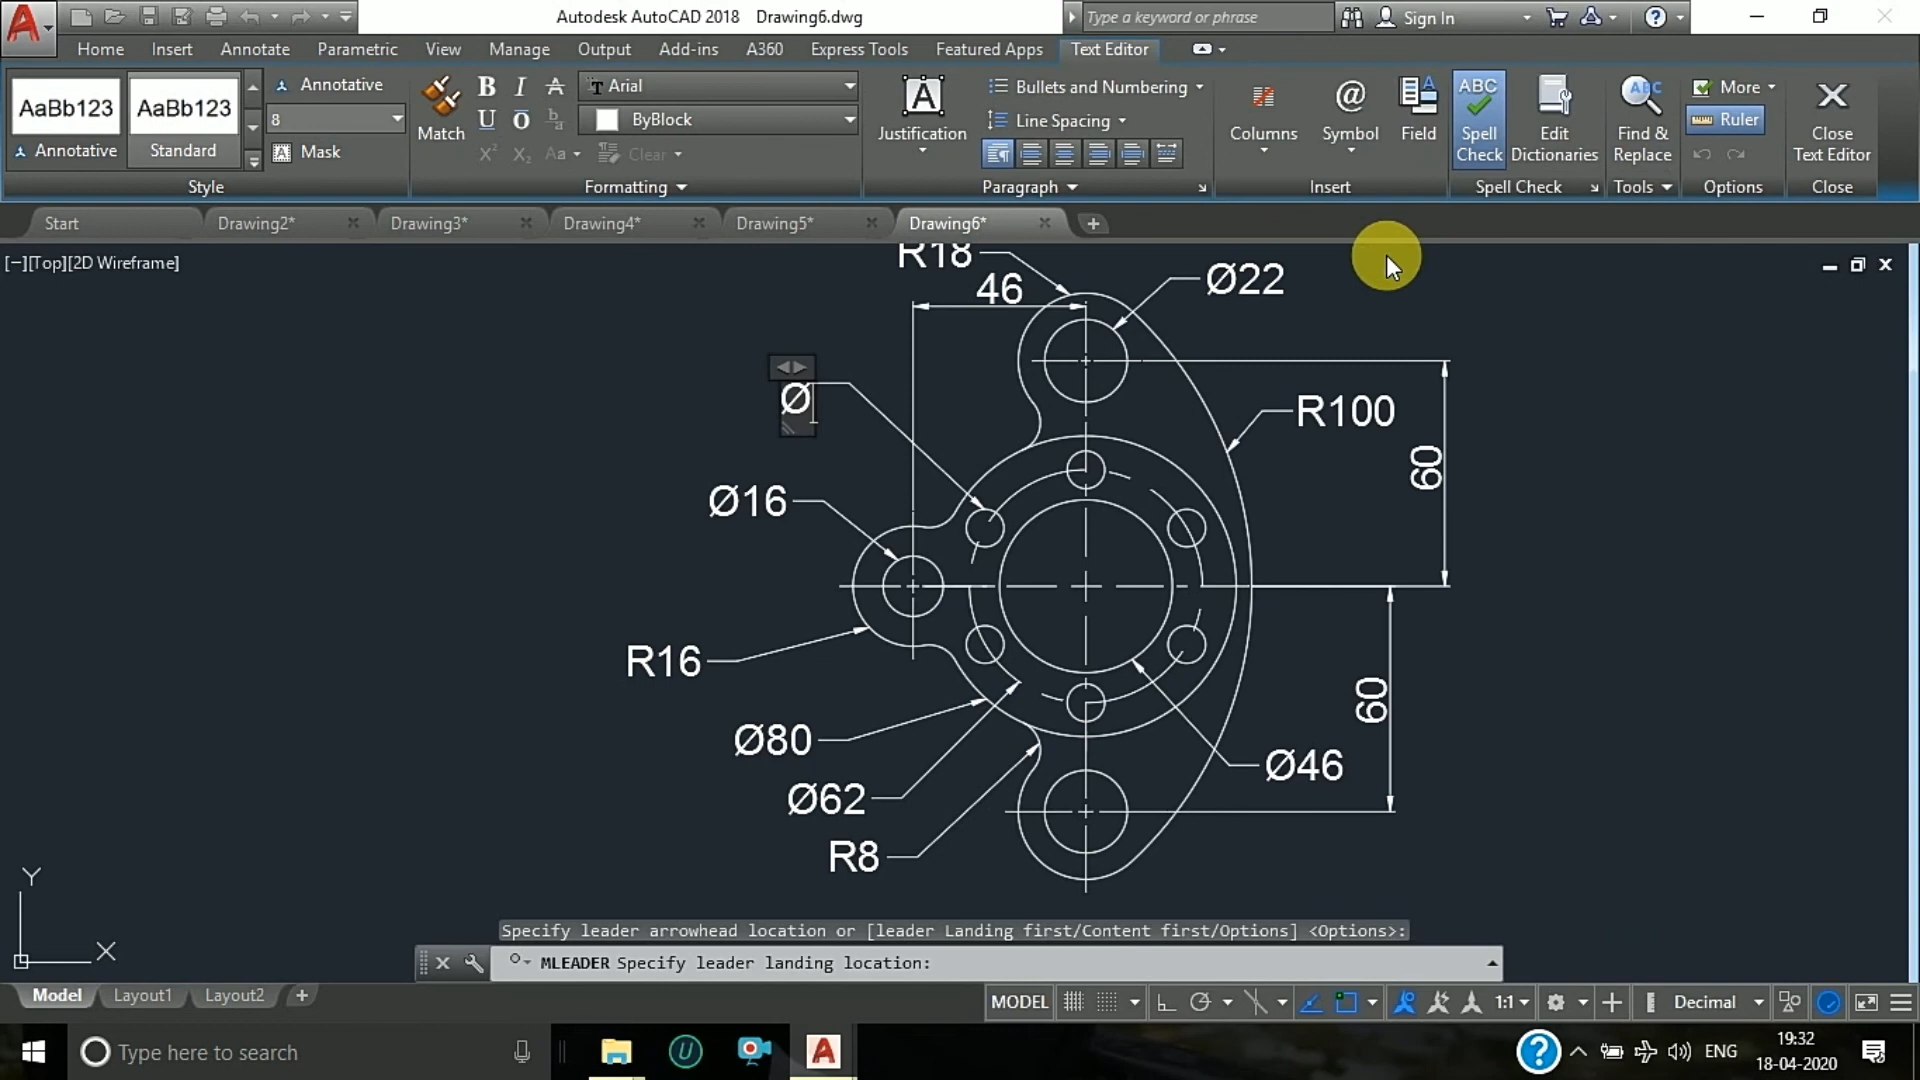 Autodesk AutoCAD 2018 Drawing6.dwg
Type a keyword or phrase
Sign In
Home Insert Annotate Parametric View Manage Output Add-ins A360 Express Tools Featured Apps Text Editor
AaBb123
Annotative
AaBb123
Standard
Annotative
8
Mask
Style
Match
B I A
Arial
U O b/a
ByBlock
X² X₂ Aa
Clear
Formatting
A
Justification
Bullets and Numbering
Line Spacing
Paragraph
Columns
@
Symbol
Field
Insert
ABC
Spell
Check
Edit
Dictionaries
Spell Check
ABC
Find &
Replace
Tools
More
Ruler
Options
Close
Text Editor
Close
Start Drawing2* Drawing3* Drawing4* Drawing5* Drawing6*
[−][Top][2D Wireframe]
R18
46
Ø22
Ø
R100
60
Ø16
R16
60
Ø80
Ø46
Ø62
R8
Y
X
Specify leader arrowhead location or [leader Landing first/Content first/Options] <Options>:
MLEADER Specify leader landing location:
Model Layout1 Layout2
MODEL
1:1
Decimal
Type here to search
U
A
ENG
19:32
18-04-2020